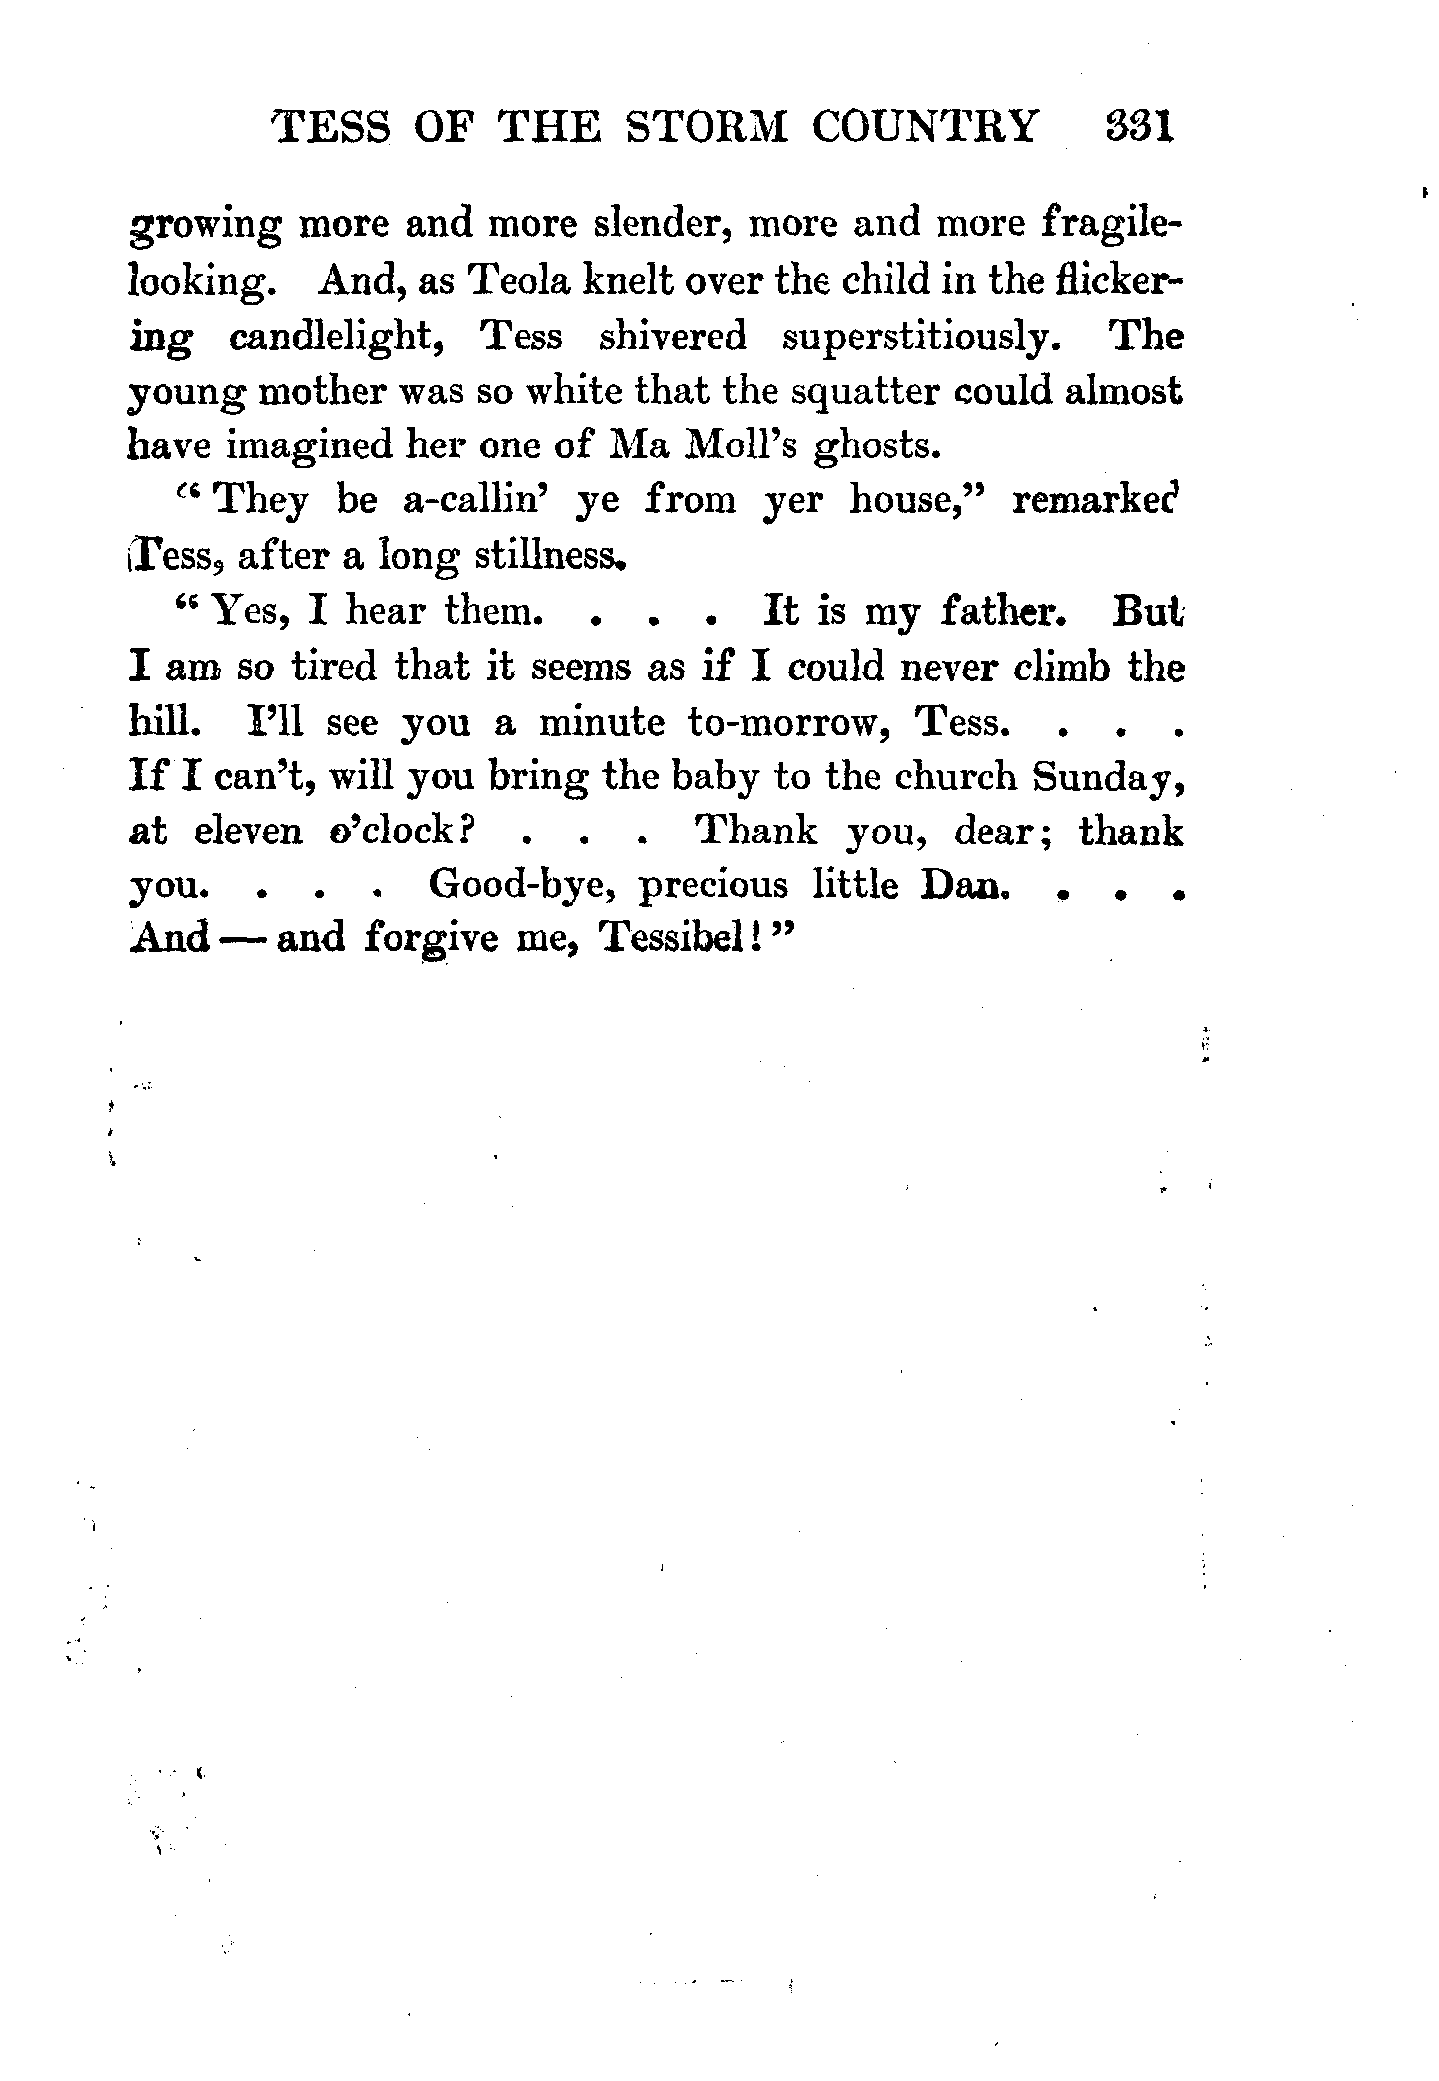 TESS OF THE STORM COUNTRY 331
growing more and more slender, more and more fragile-
looking. And, as Teola knelt over the child in the flicker-
ing candlelight, Tess shivered superstitiously. The
young mother was so white that the squatter could almost
have imagined her one of Ma Moll's ghosts.
"They be a-callin' ye from yer house," remarked
Tess, after a long stillness.
"Yes, I hear them. . . . It is my father. But
I am so tired that it seems as if I could never climb the
hill. I'll see you a minute to-morrow, Tess. . . .
If I can't, will you bring the baby to the church Sunday,
at eleven o'clock? . . . Thank you, dear; thank
you. . . . Good-bye, precious little Dan. . . .
And — and forgive me, Tessibel!"